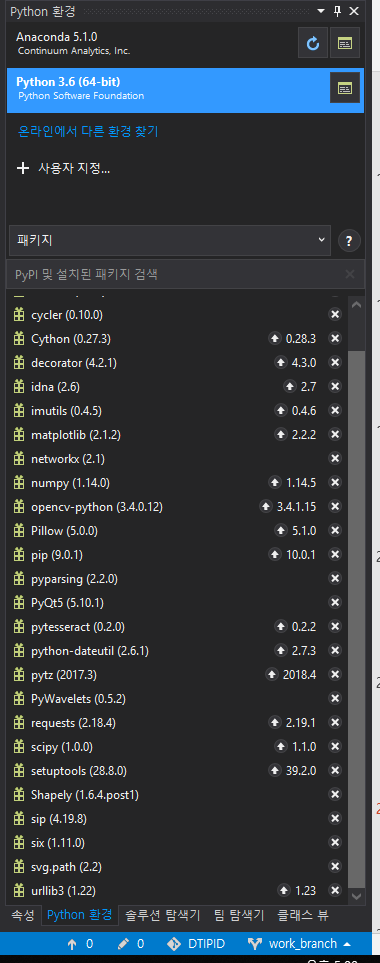 Python 환경
Anaconda 5.1.0
Continuum Analytics, Inc.
Python 3.6 (64-bit)
Python Software Foundation
온라인에서 다른 환경 찾기
사용자 지정...
패키지
?
PyPI 및 설치된 패키지 검색
cycler (0.10.0)
Cython (0.27.3) 0.28.3
decorator (4.2.1) 4.3.0
idna (2.6) 2.7
imutils (0.4.5) 0.4.6
matplotlib (2.1.2) 2.2.2
networkx (2.1)
numpy (1.14.0) 1.14.5
opencv-python (3.4.0.12) 3.4.1.15
Pillow (5.0.0) 5.1.0
pip (9.0.1) 10.0.1
pyparsing (2.2.0)
PyQt5 (5.10.1)
pytesseract (0.2.0) 0.2.2
python-dateutil (2.6.1) 2.7.3
pytz (2017.3) 2018.4
PyWavelets (0.5.2)
requests (2.18.4) 2.19.1
scipy (1.0.0) 1.1.0
setuptools (28.8.0) 39.2.0
Shapely (1.6.4.post1)
sip (4.19.8)
six (1.11.0)
svg.path (2.2)
urllib3 (1.22) 1.23
속성 Python 환경 솔루션 탐색기 팀 탐색기 클래스 뷰
0 0 DTIPID work_branch